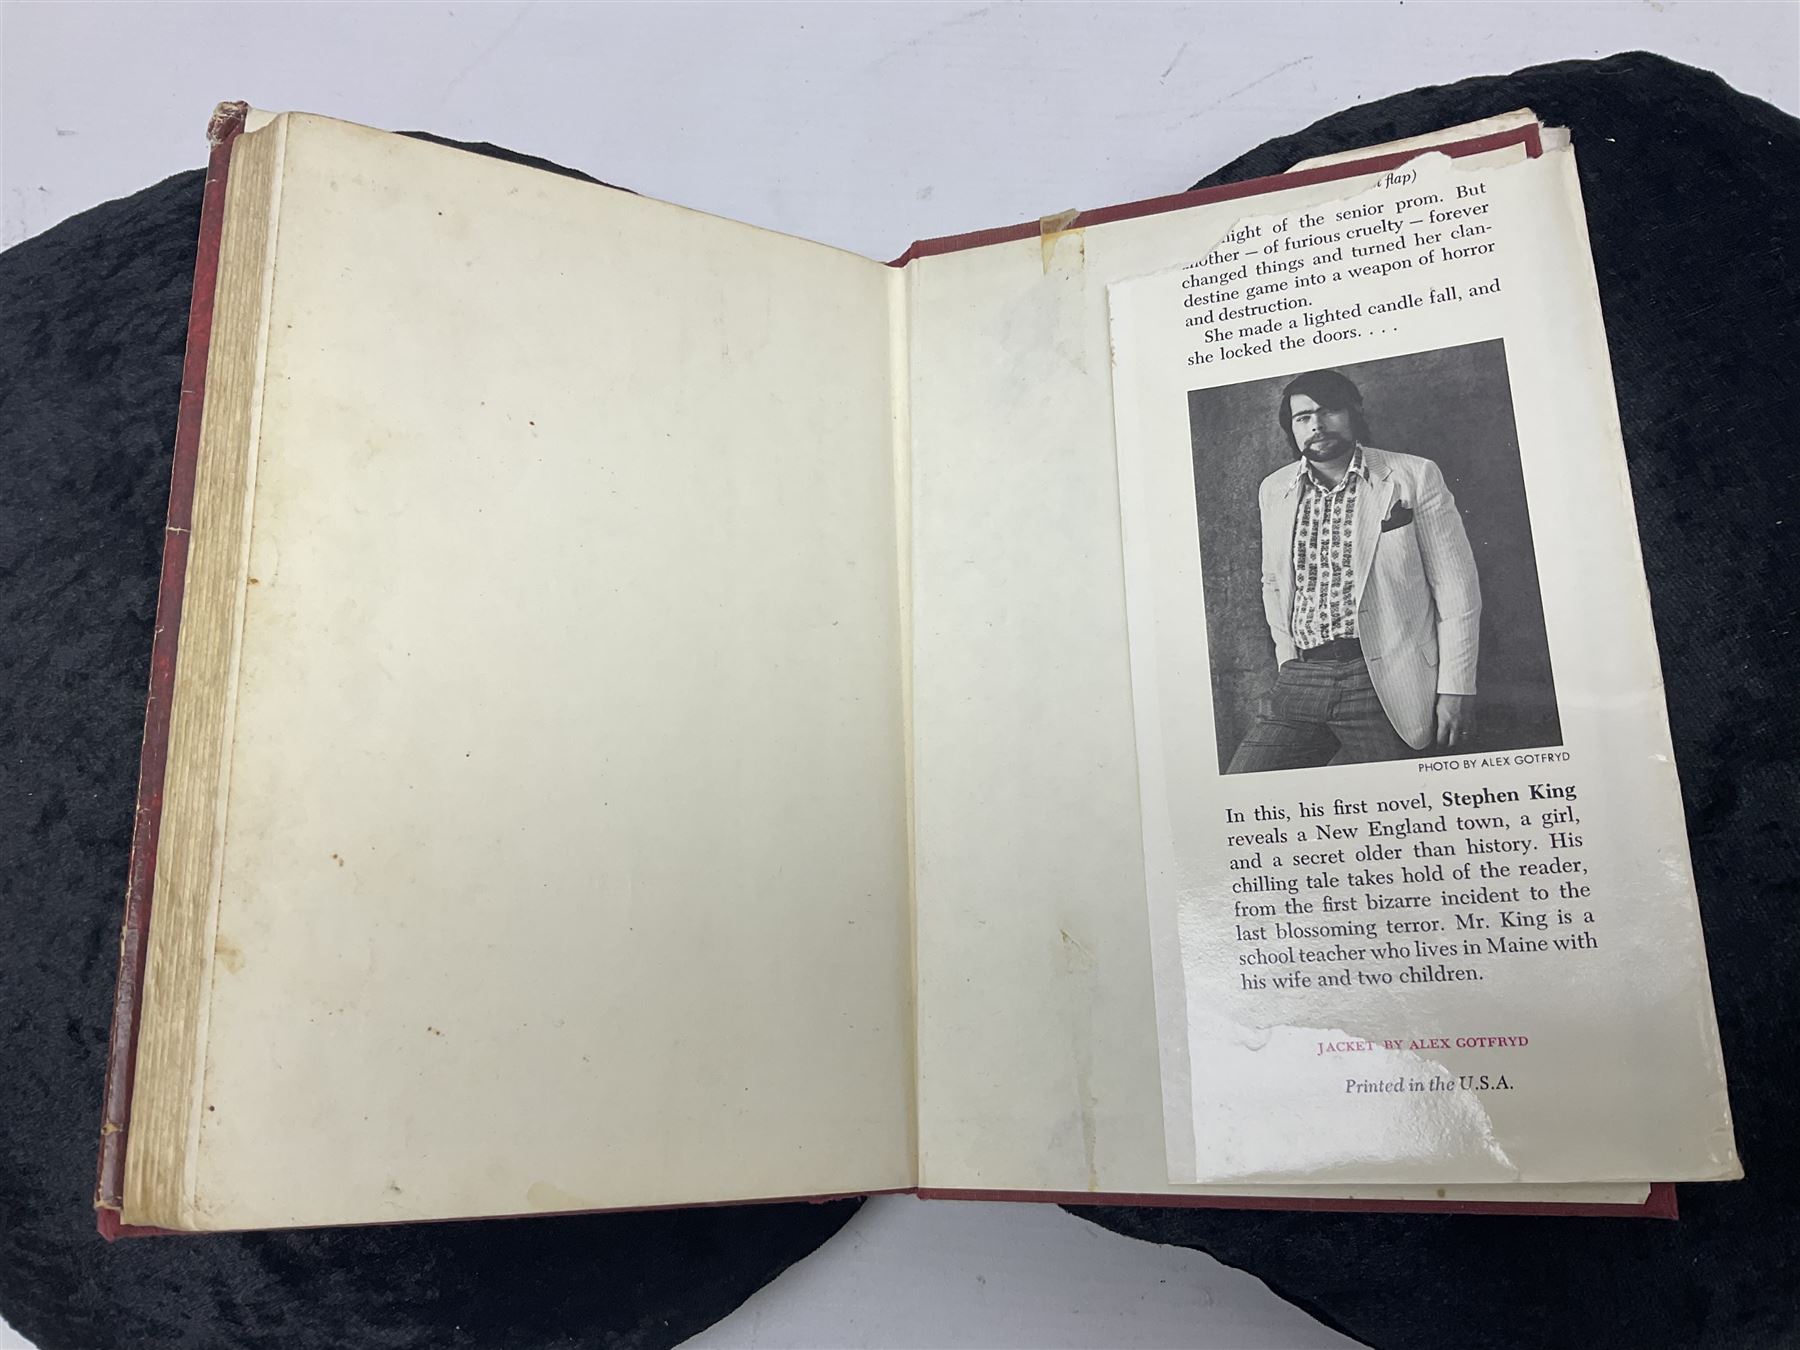 flap)
night of the senior prom. But
another — of furious cruelty — forever
changed things and turned her clan-
destine game into a weapon of horror
and destruction.
She made a lighted candle fall, and
she locked the doors. . . .
PHOTO BY ALEX GOTFRYD
In this, his first novel, Stephen King
reveals a New England town, a girl,
and a secret older than history. His
chilling tale takes hold of the reader,
from the first bizarre incident to the
last blossoming terror. Mr. King is a
school teacher who lives in Maine with
his wife and two children.
JACKET BY ALEX GOTFRYD
Printed in the U.S.A.